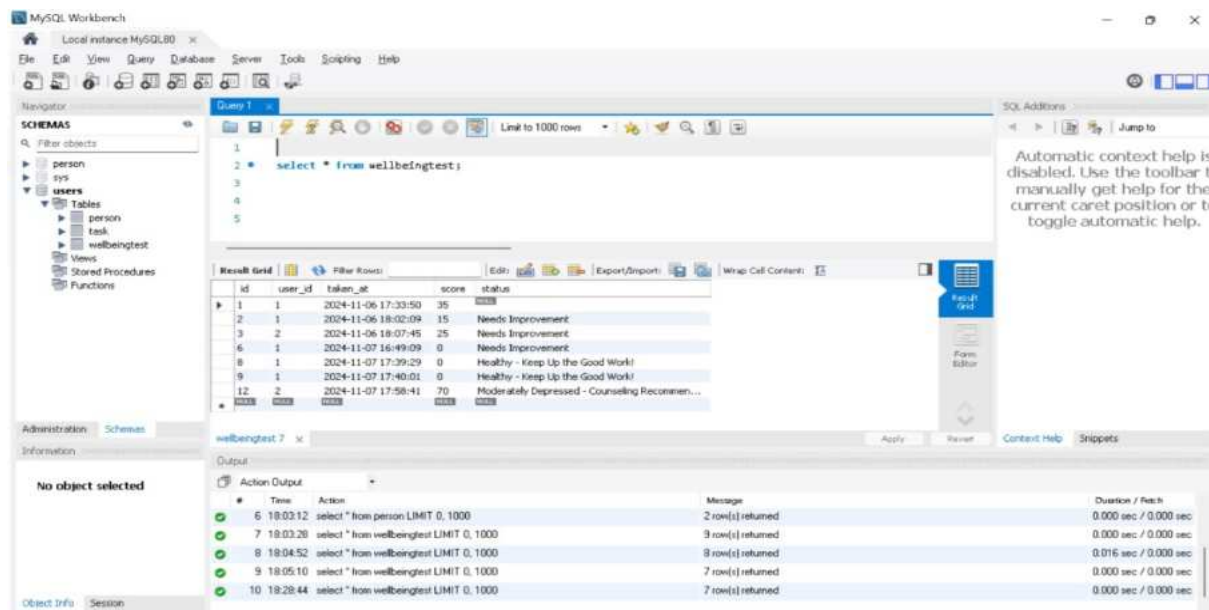 MySQL Workbench
Local instance MySQL80 ×
File Edit View Query Database Server Tools Scripting Help
Navigator
SCHEMAS
Filter objects
person
sys
users
Tables
person
task
wellbeingtest
Views
Stored Procedures
Functions
Administration Schemas
Information
No object selected
Object Info Session
Query 1 ×
Limit to 1000 rows
1
2 select * from wellbeingtest;
3
4
5
Result Grid Filter Rows: Edit: Export/Import: Wrap Cell Content:
id user_id taken_at score status
1 1 2024-11-06 17:33:50 35 NULL
2 1 2024-11-06 18:02:09 15 Needs Improvement
3 2 2024-11-06 18:07:45 25 Needs Improvement
6 1 2024-11-07 16:49:09 0 Needs Improvement
8 1 2024-11-07 17:39:29 0 Healthy - Keep Up the Good Work!
9 1 2024-11-07 17:40:01 0 Healthy - Keep Up the Good Work!
12 2 2024-11-07 17:58:41 70 Moderately Depressed - Counseling Recommen...
NULL NULL NULL NULL NULL
Result
Grid
Form
Editor
wellbeingtest 7 ×
Apply Revert
Output
Action Output
# Time Action Message Duration / Fetch
6 18:03:12 select * from person LIMIT 0, 1000 2 row(s) returned 0.000 sec / 0.000 sec
7 18:03:28 select * from wellbeingtest LIMIT 0, 1000 9 row(s) returned 0.000 sec / 0.000 sec
8 18:04:52 select * from wellbeingtest LIMIT 0, 1000 8 row(s) returned 0.016 sec / 0.000 sec
9 18:05:10 select * from wellbeingtest LIMIT 0, 1000 7 row(s) returned 0.000 sec / 0.000 sec
10 18:28:44 select * from wellbeingtest LIMIT 0, 1000 7 row(s) returned 0.000 sec / 0.000 sec
SQL Additions
Jump to
Automatic context help is
disabled. Use the toolbar t
manually get help for the
current caret position or t
toggle automatic help.
Context Help Snippets